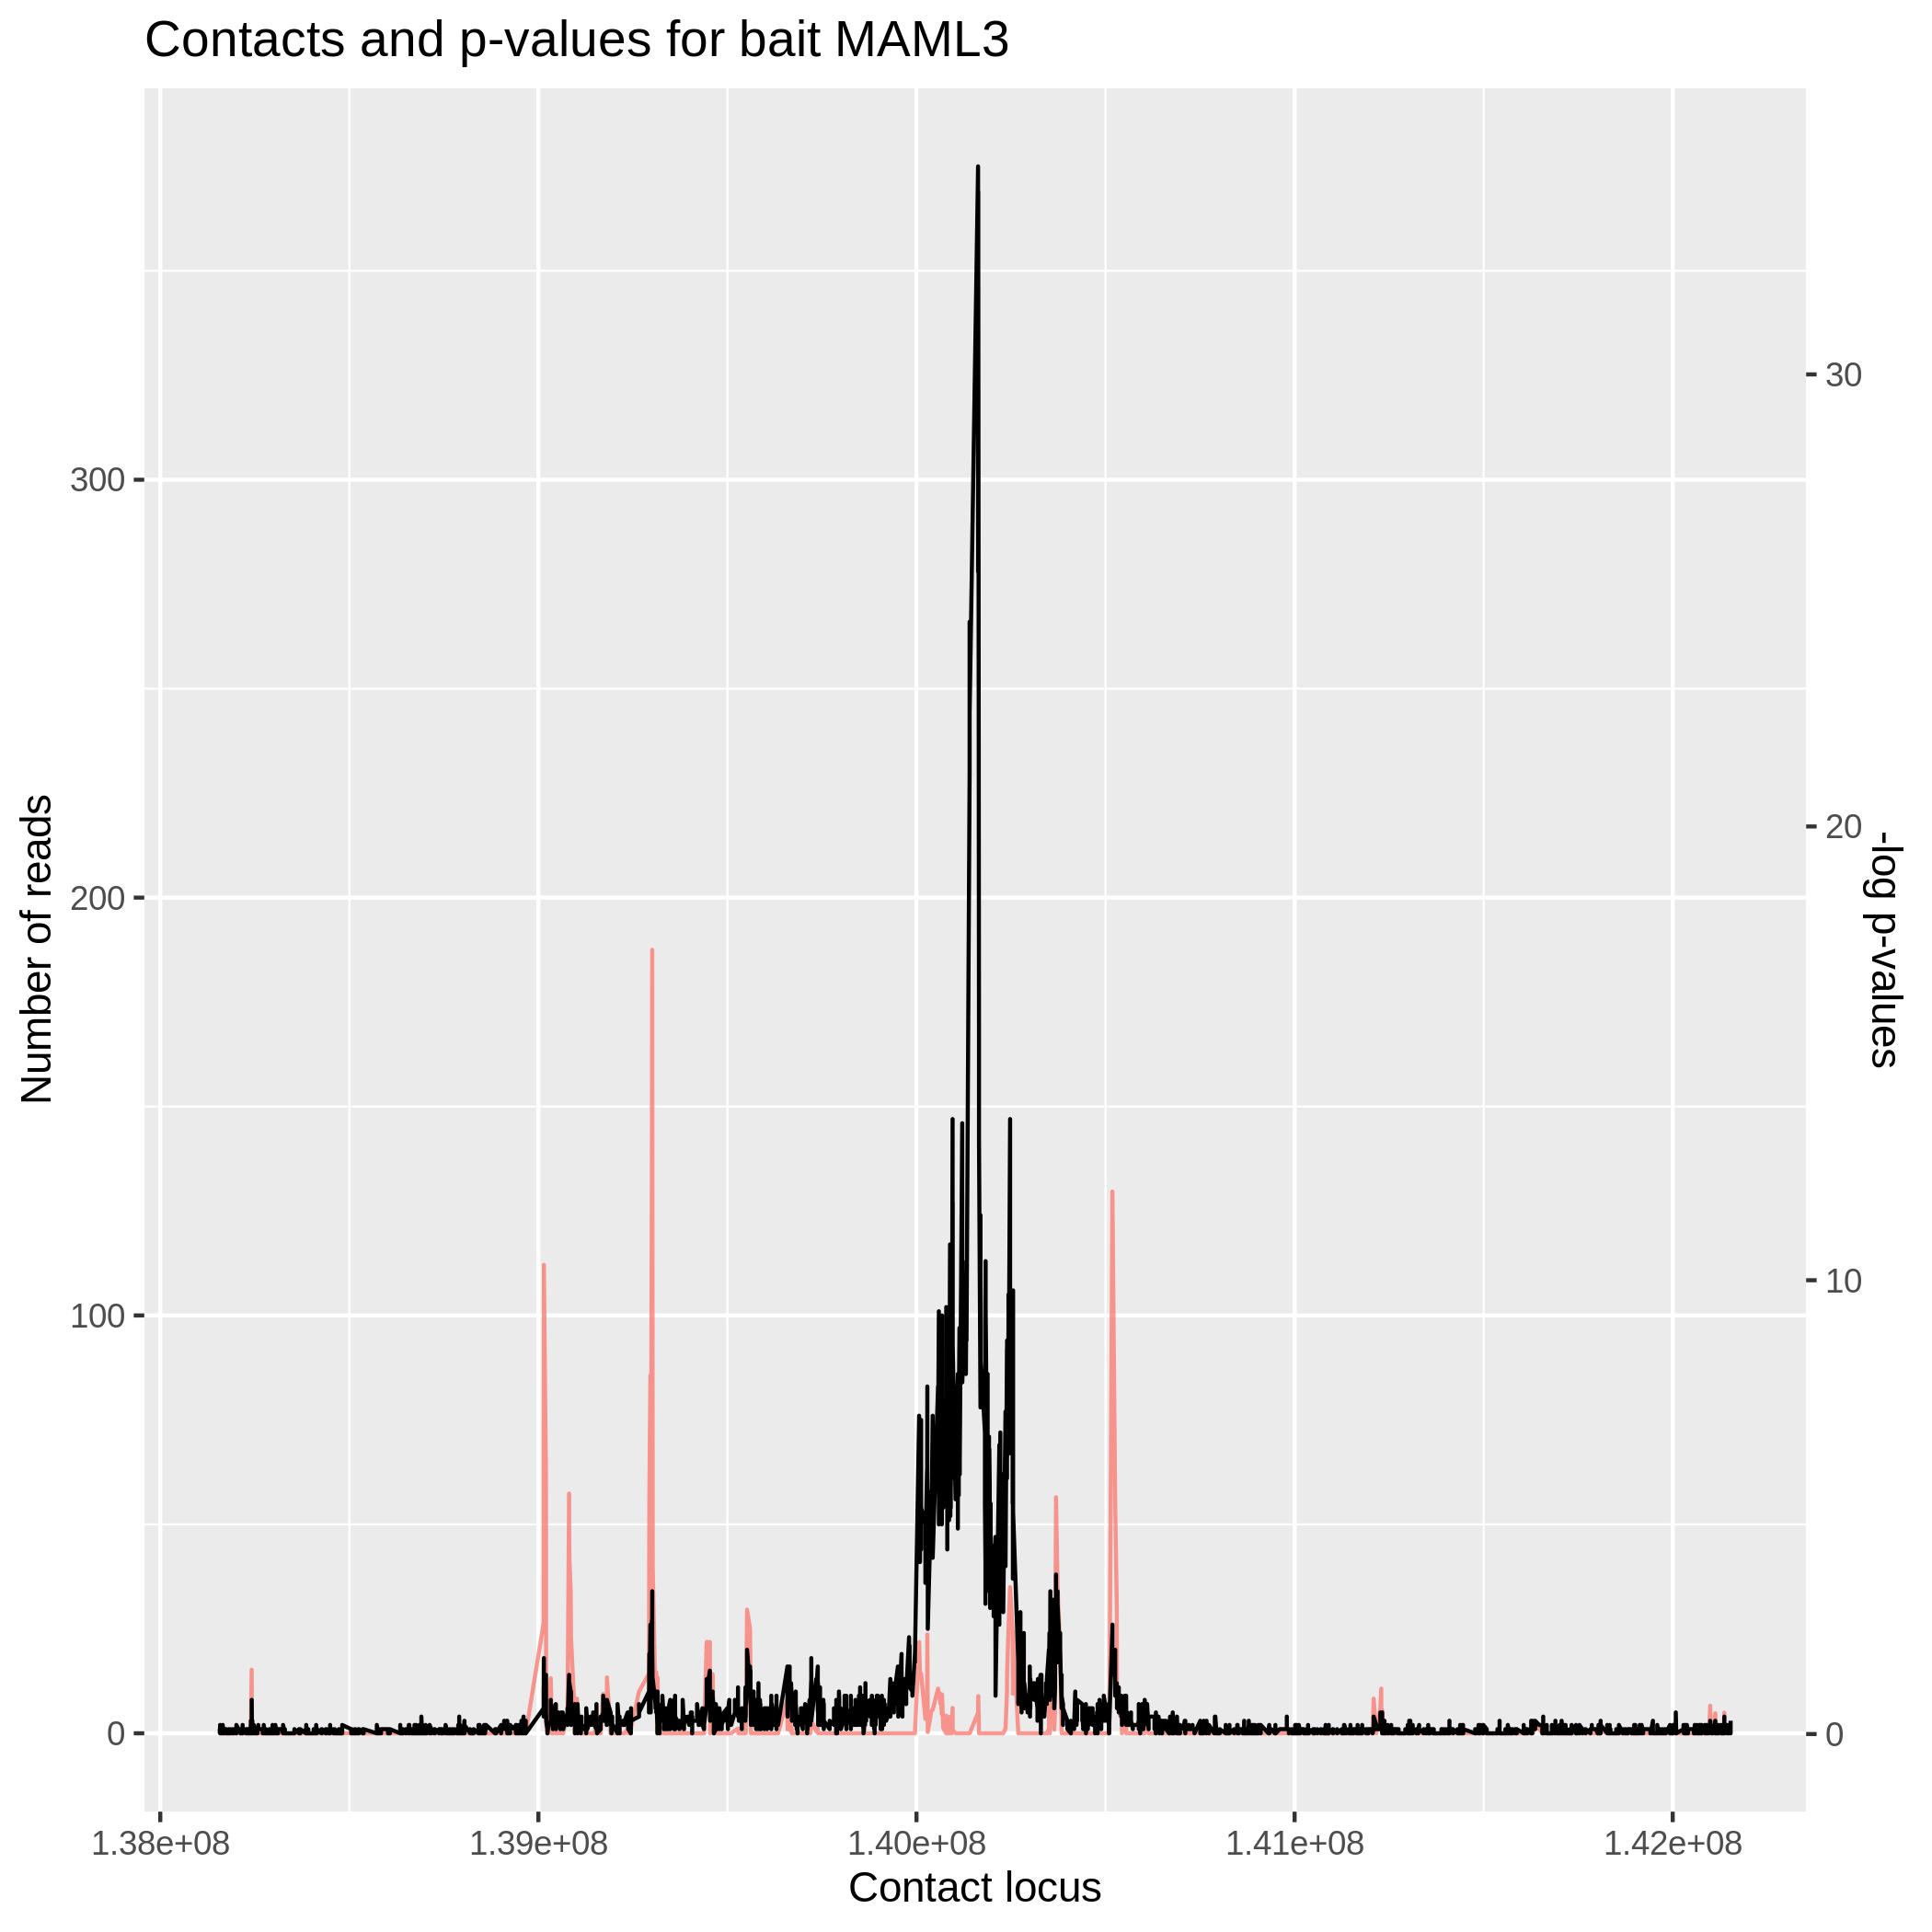 Contacts and p-values for bait MAML3
300
200
100
0
30
20
10
0
Number of reads
-log p-values
1.38e+08
1.39e+08
1.40e+08
1.41e+08
1.42e+08
Contact locus